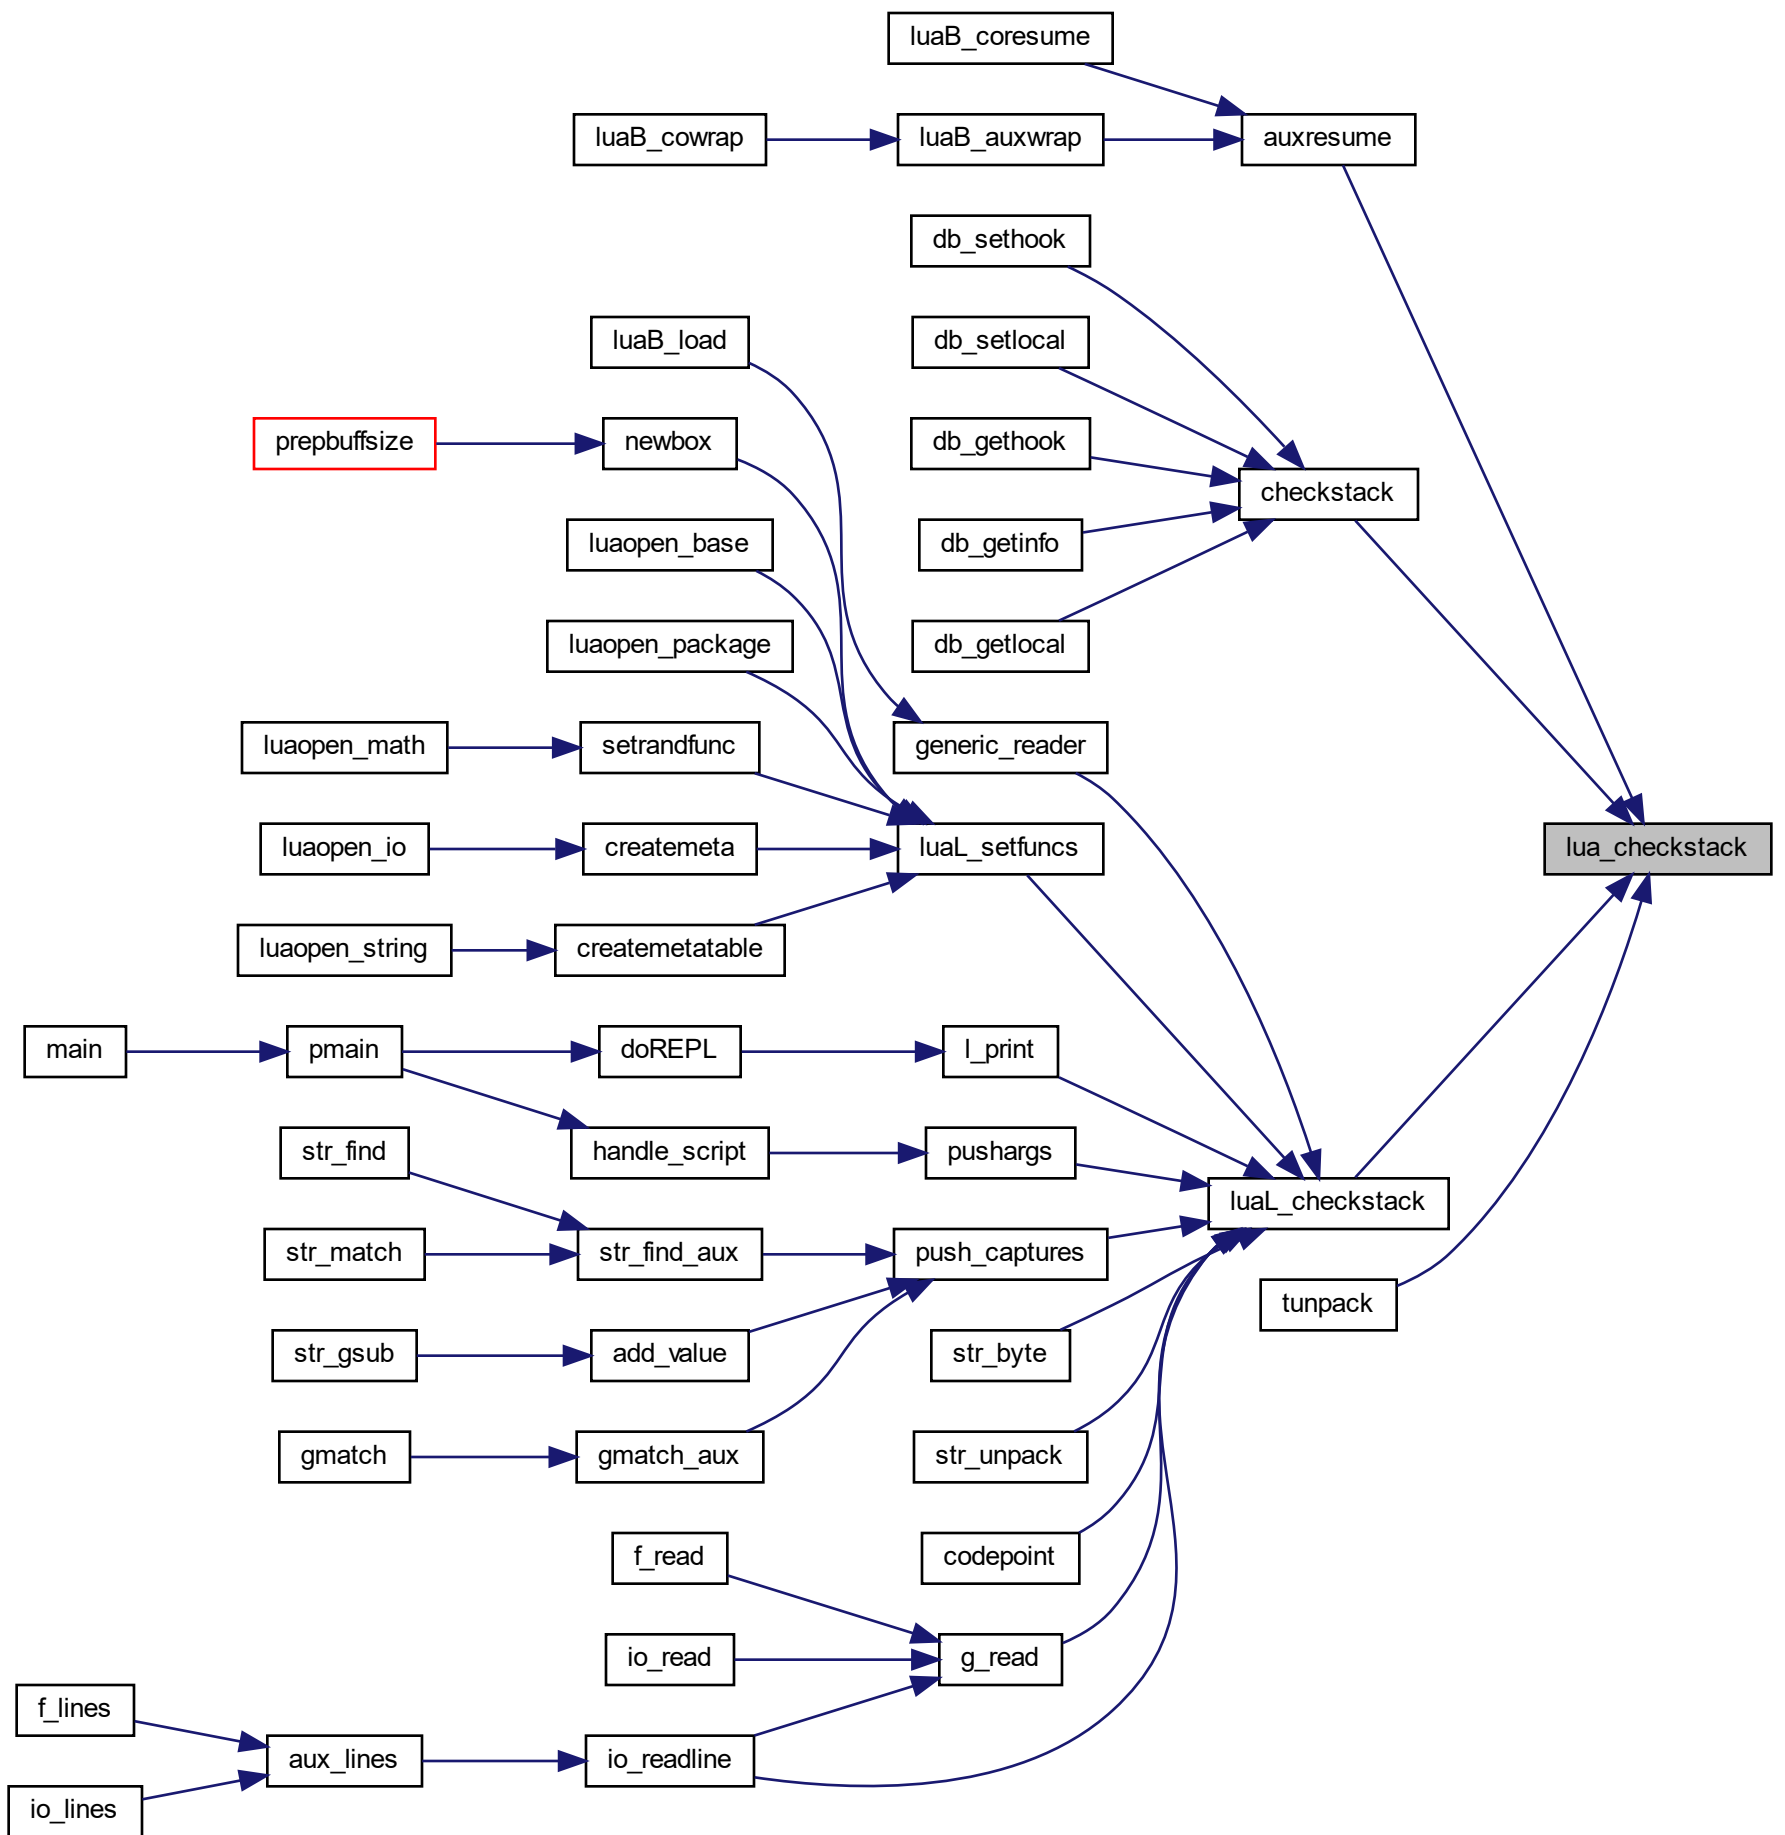 luaB_coresume
luaB_cowrap
luaB_auxwrap
auxresume
db_sethook
luaB_load
db_setlocal
prepbuffsize
newbox
db_gethook
checkstack
luaopen_base
db_getinfo
luaopen_package
db_getlocal
luaopen_math
setrandfunc
generic_reader
luaopen_io
createmeta
luaL_setfuncs
lua_checkstack
luaopen_string
createmetatable
main
pmain
doREPL
l_print
str_find
handle_script
pushargs
luaL_checkstack
str_match
str_find_aux
push_captures
tunpack
str_gsub
add_value
str_byte
gmatch
gmatch_aux
str_unpack
f_read
codepoint
io_read
g_read
f_lines
aux_lines
io_readline
io_lines